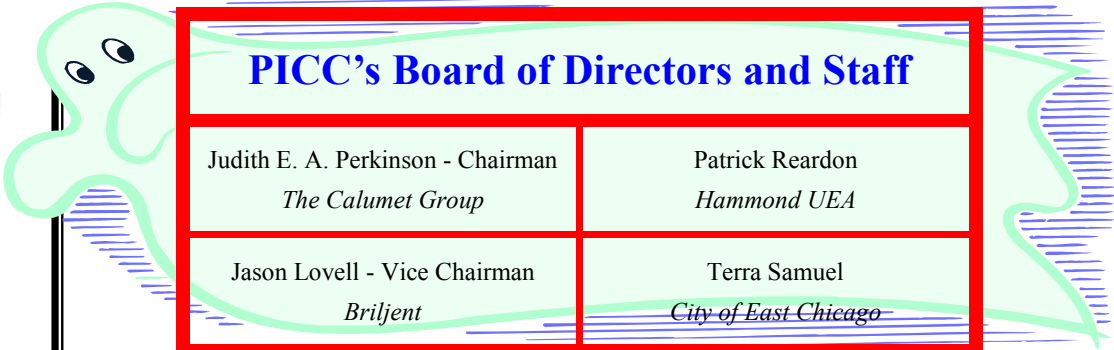 PICC’s Board of Directors and Staff
Judith E. A. Perkinson - Chairman
The Calumet Group
Patrick Reardon
Hammond UEA
Jason Lovell - Vice Chairman
Briljent
Terra Samuel
City of East Chicago